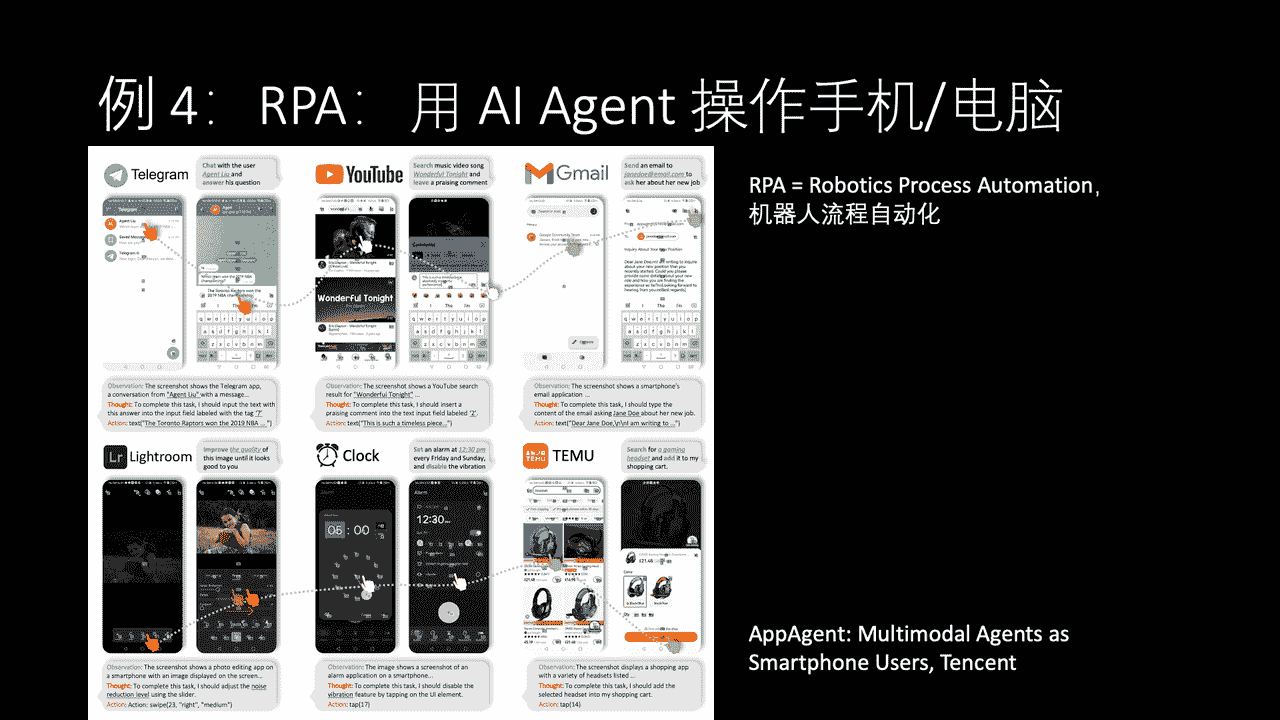 例 4： RPA： 用 AI Agent 操作手机/电脑
RPA = Robotics Process Automation，
机器人流程自动化
Telegram
Chat with the user
Agent Liu and
answer his question
YouTube
Search music video song
Wonderful Tonight and
leave a praising comment
Gmail
Send an email to
janedoe@email.com to
ask her about her new job
Agent Liu
Wonderful Tonight
Observation: The screenshot shows the Telegram app,
a conversation from "Agent Liu" with a message...
Thought: To complete this task, I should input the text with
this answer into the input field labeled with the tag '7'
Action: text("The Toronto Raptors won the 2019 NBA ... ")
Observation: The screenshot shows a YouTube search
result for "Wonderful Tonight" ...
Thought: To complete this task, I should insert a
praising comment into the text input field labeled '2'.
Action: text("This is such a timeless piece...")
Observation: The screenshot shows a smartphone's
email application ...
Thought: To complete this task, I should type the
content of the email asking Jane Doe about her new job.
Action: text("Dear Jane Doe,\n\nI am writing to ...")
Lr Lightroom
Improve the quality of
this image until it looks
good to you
Clock
Set an alarm at 12:30 pm
every Friday and Sunday,
and disable the vibration
TEMU
TEMU
Search for a gaming
headset and add it to my
shopping cart.
05 : 00
Alarm
12:30
£21.48
Observation: The screenshot shows a photo editing app on
a smartphone with an image displayed on the screen...
Thought: To complete this task, I should adjust the noise
reduction level using the slider.
Action: Action: swipe(23, "right", "medium")
Observation: The image shows a screenshot of an
alarm application on a smartphone...
Thought: To complete this task, I should disable the
vibration feature by tapping on the UI element.
Action: tap(17)
Observation: The screenshot displays a shopping app
with a variety of headsets listed ...
Thought: To complete this task, I should add the
selected headset into my shopping cart.
Action: tap(14)
AppAgent: Multimodal Agents as
Smartphone Users, Tencent